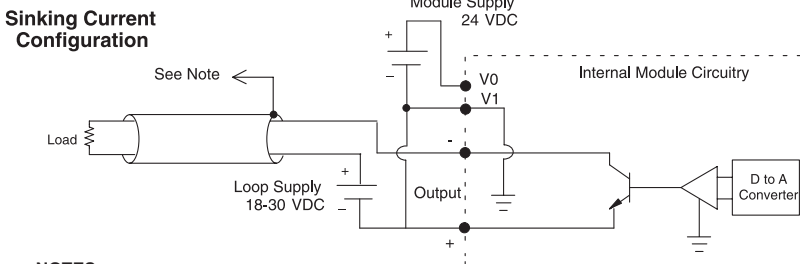 Sinking Current
Configuration
Module Supply
24 VDC
+
–
See Note
V0
V1
Internal Module Circuitry
Load
-
+
Loop Supply
18-30 VDC
–
Output
D to A
Converter
+